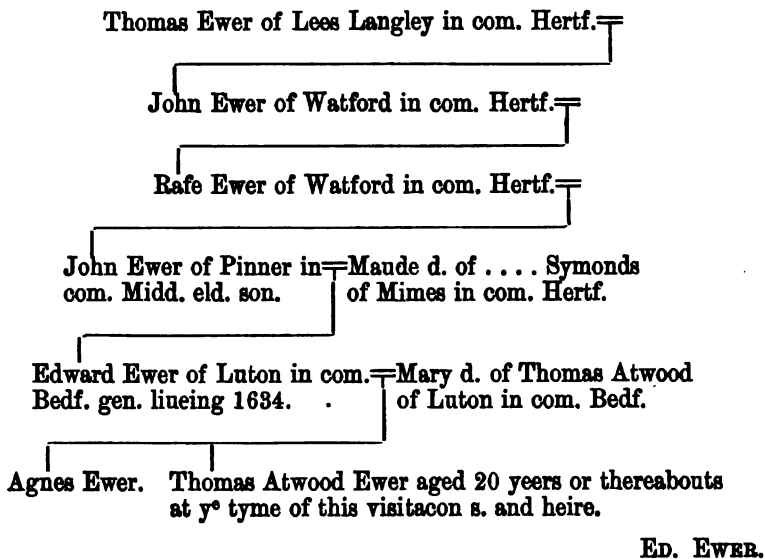 Thomas Ewer of Lees Langley in com. Hertf.
John Ewer of Watford in com. Hertf.
Rafe Ewer of Watford in com. Hertf.
John Ewer of Pinner in
com. Midd. eld. son.
Maude d. of .... Symonds
of Mimes in com. Hertf.
Edward Ewer of Luton in com.
Bedf. gen. liueing 1634.
Mary d. of Thomas Atwood
of Luton in com. Bedf.
Agnes Ewer.
Thomas Atwood Ewer aged 20 yeers or thereabouts
at yᵉ tyme of this visitacon s. and heire.
ED. EWER.